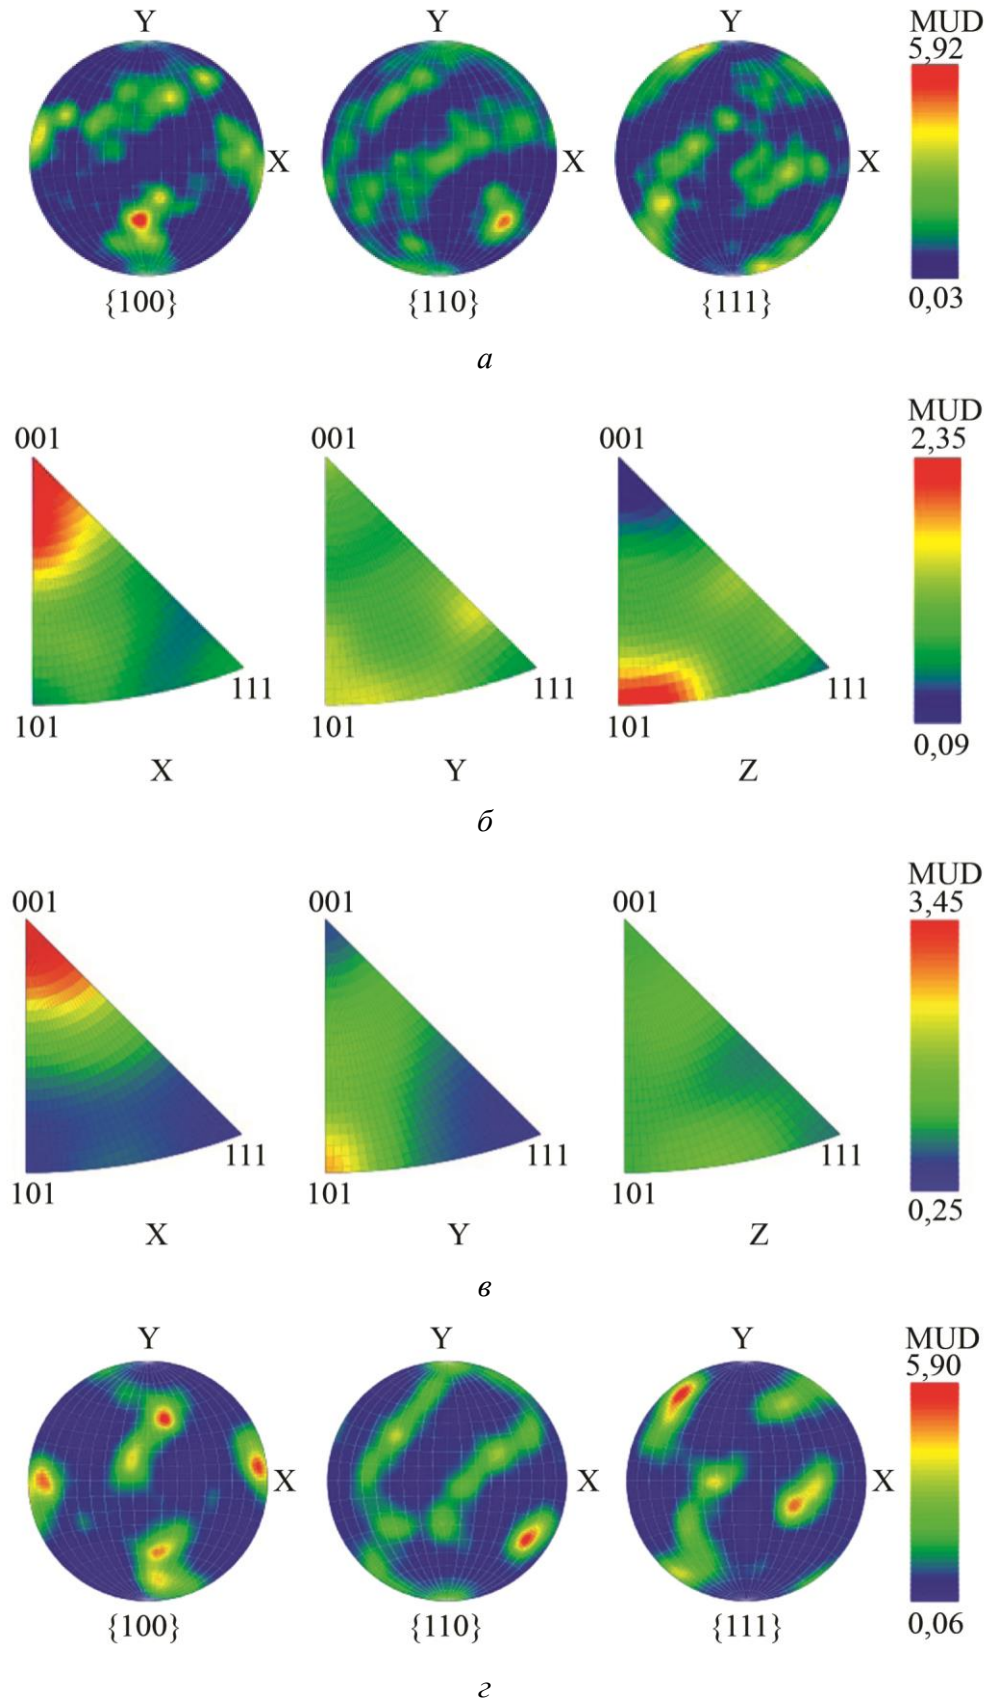 Y Y Y MUD
5,92
X X X
{100} {110} {111} 0,03
а
MUD
001 001 001 2,35
111 111 111
101 101 101 0,09
X Y Z
б
MUD
001 001 001 3,45
111 111 111
101 101 101 0,25
X Y Z
в
Y Y Y MUD
5,90
X X X
{100} {110} {111} 0,06
г